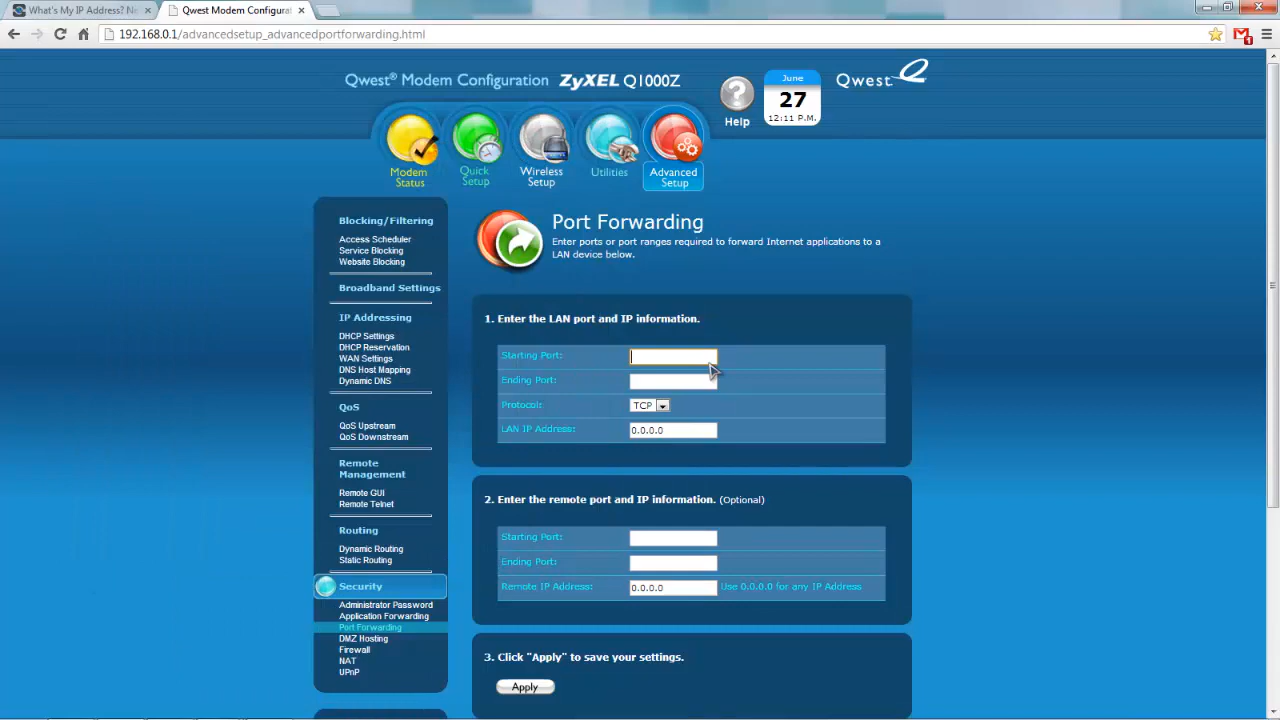 What's My IP Address? Ne
Qwest Modem Configurat
192.168.0.1/advancedsetup_advancedportforwarding.html
1
Qwest® Modem Configuration ZyXEL Q1000Z
Help
June
27
12:11 P.M.
Qwest
Modem
Status
Quick
Setup
Wireless
Setup
Utilities
Advanced
Setup
Blocking/Filtering
Access Scheduler
Service Blocking
Website Blocking
Broadband Settings
IP Addressing
DHCP Settings
DHCP Reservation
WAN Settings
DNS Host Mapping
Dynamic DNS
QoS
QoS Upstream
QoS Downstream
Remote
Management
Remote GUI
Remote Telnet
Routing
Dynamic Routing
Static Routing
Security
Administrator Password
Application Forwarding
Port Forwarding
DMZ Hosting
Firewall
NAT
UPnP
Port Forwarding
Enter ports or port ranges required to forward Internet applications to a
LAN device below.
1. Enter the LAN port and IP information.
Starting Port:
Ending Port:
Protocol: TCP
LAN IP Address: 0.0.0.0
2. Enter the remote port and IP information. (Optional)
Starting Port:
Ending Port:
Remote IP Address: 0.0.0.0 Use 0.0.0.0 for any IP Address
3. Click "Apply" to save your settings.
Apply